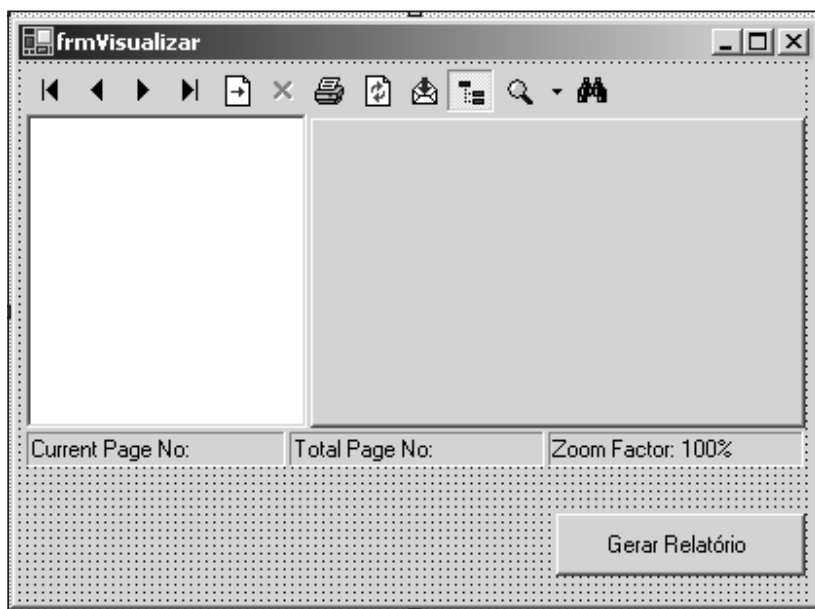 frmVisualizar
Current Page No: Total Page No: Zoom Factor: 100%
Gerar Relatório